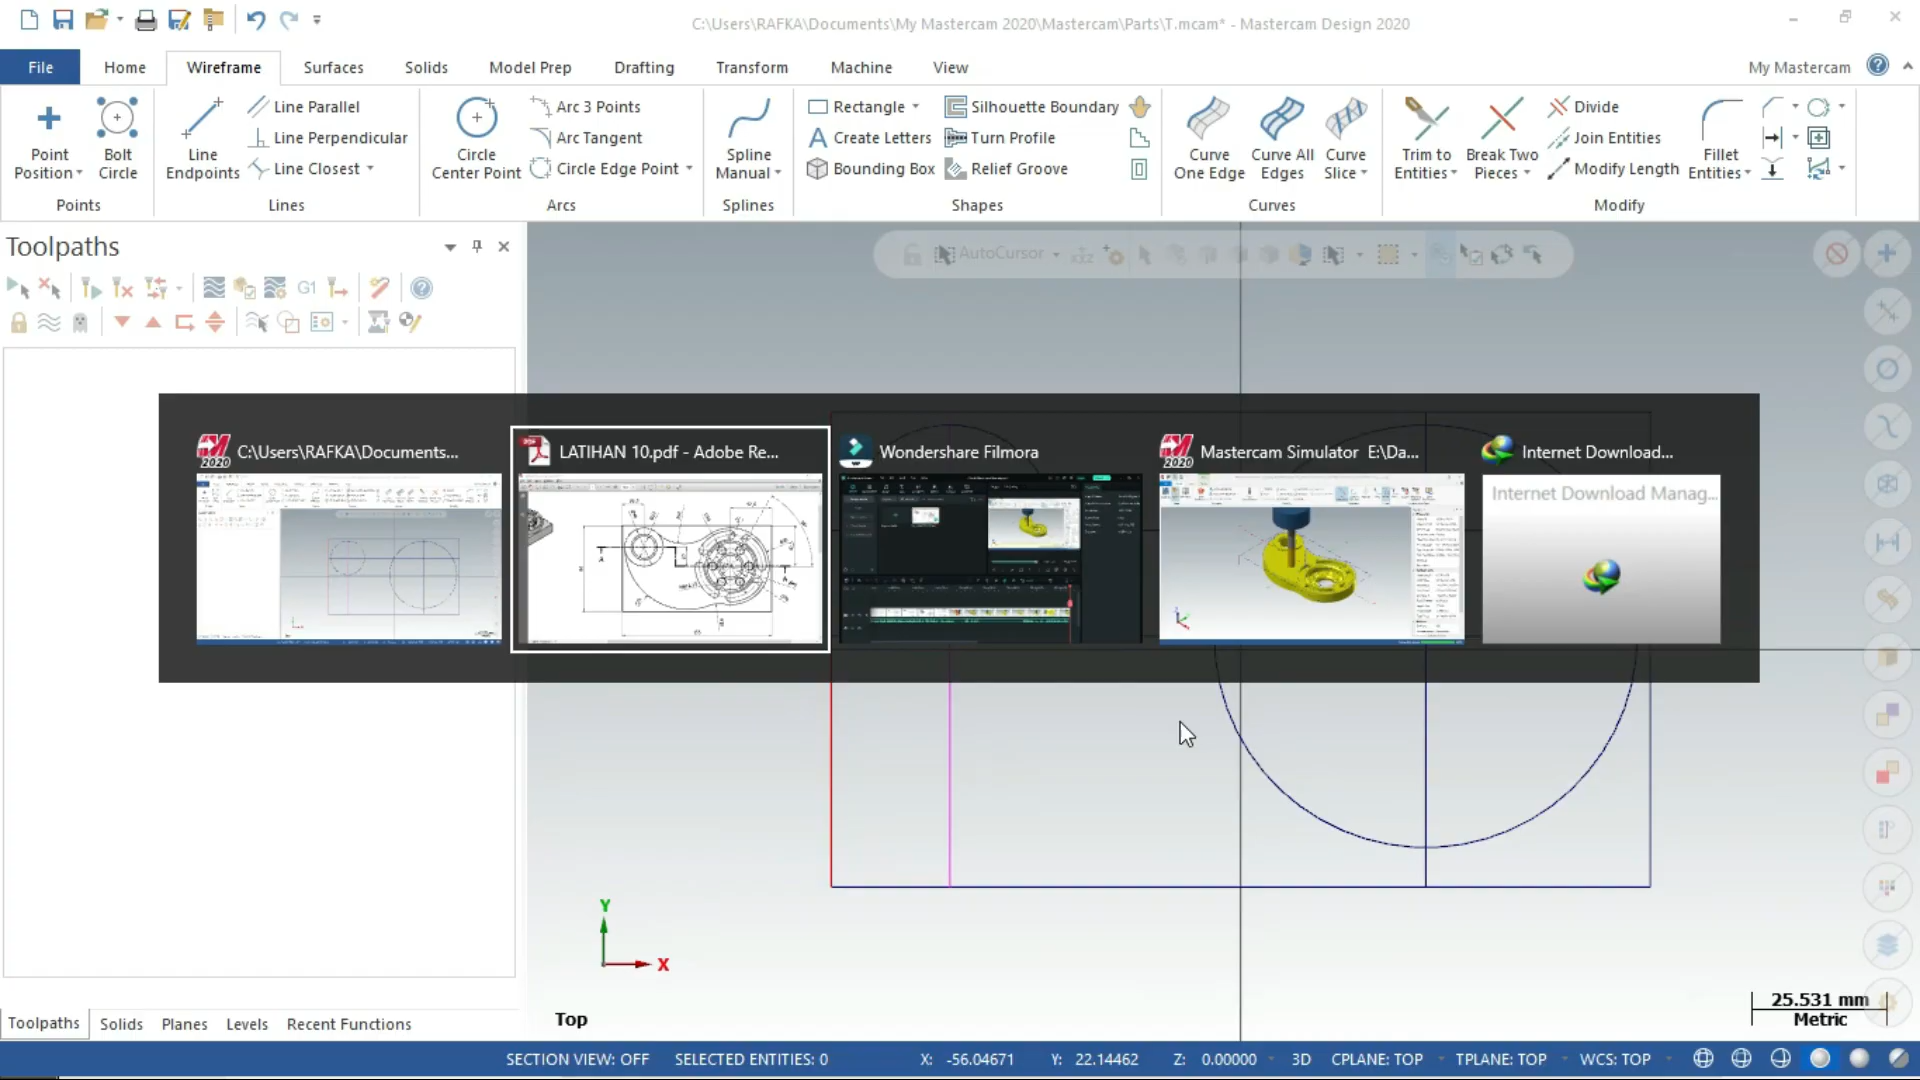 C:\Users\RAFKA\Documents\My Mastercam 2020\Mastercam\Parts\T.mcam* - Mastercam Design 2020
File
Home
Wireframe
Surfaces
Solids
Model Prep
Drafting
Transform
Machine
View
My Mastercam
Point
Position
Bolt
Circle
Points
Line
Endpoints
Line Parallel
Line Perpendicular
Line Closest
Lines
Circle
Center Point
Arc 3 Points
Arc Tangent
Circle Edge Point
Arcs
Spline
Manual
Splines
Rectangle
Create Letters
Bounding Box
Silhouette Boundary
Turn Profile
Relief Groove
Shapes
Curve
One Edge
Curve All
Edges
Curve
Slice
Curves
Trim to
Entities
Break Two
Pieces
Divide
Join Entities
Modify Length
Fillet
Entities
Modify
Toolpaths
G1
AutoCursor
C:\Users\RAFKA\Documents...
LATIHAN 10.pdf - Adobe Re...
Wondershare Filmora
Mastercam Simulator E:\Da...
Internet Download...
Internet Download Manag...
Y
X
Top
25.531 mm
Metric
Toolpaths
Solids
Planes
Levels
Recent Functions
SECTION VIEW: OFF
SELECTED ENTITIES: 0
X: -56.04671
Y: 22.14462
Z: 0.00000
3D
CPLANE: TOP
TPLANE: TOP
WCS: TOP